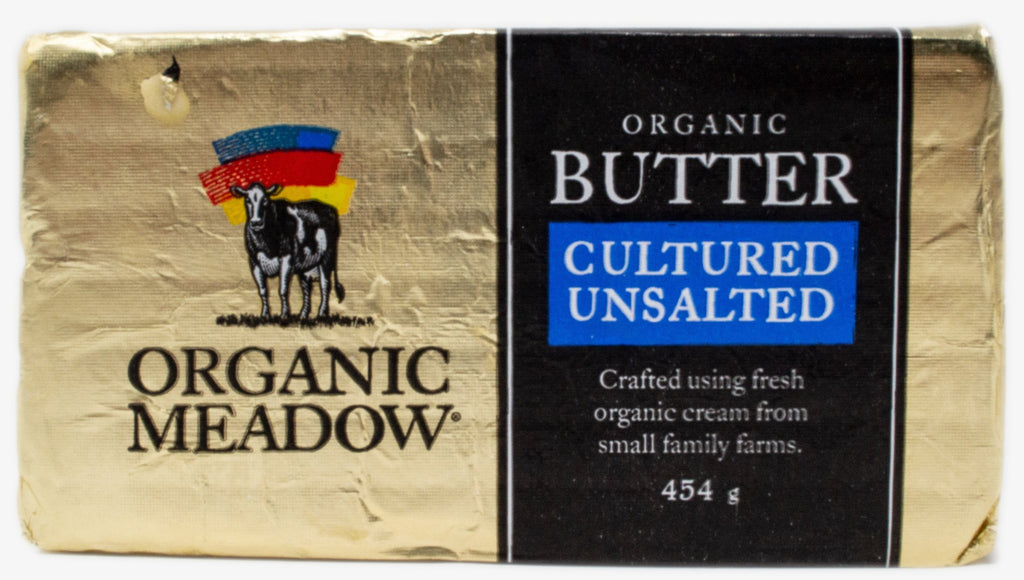 ORGANIC
MEADOW®
ORGANIC
BUTTER
CULTURED
UNSALTED
Crafted using fresh
organic cream from
small family farms.
454 g